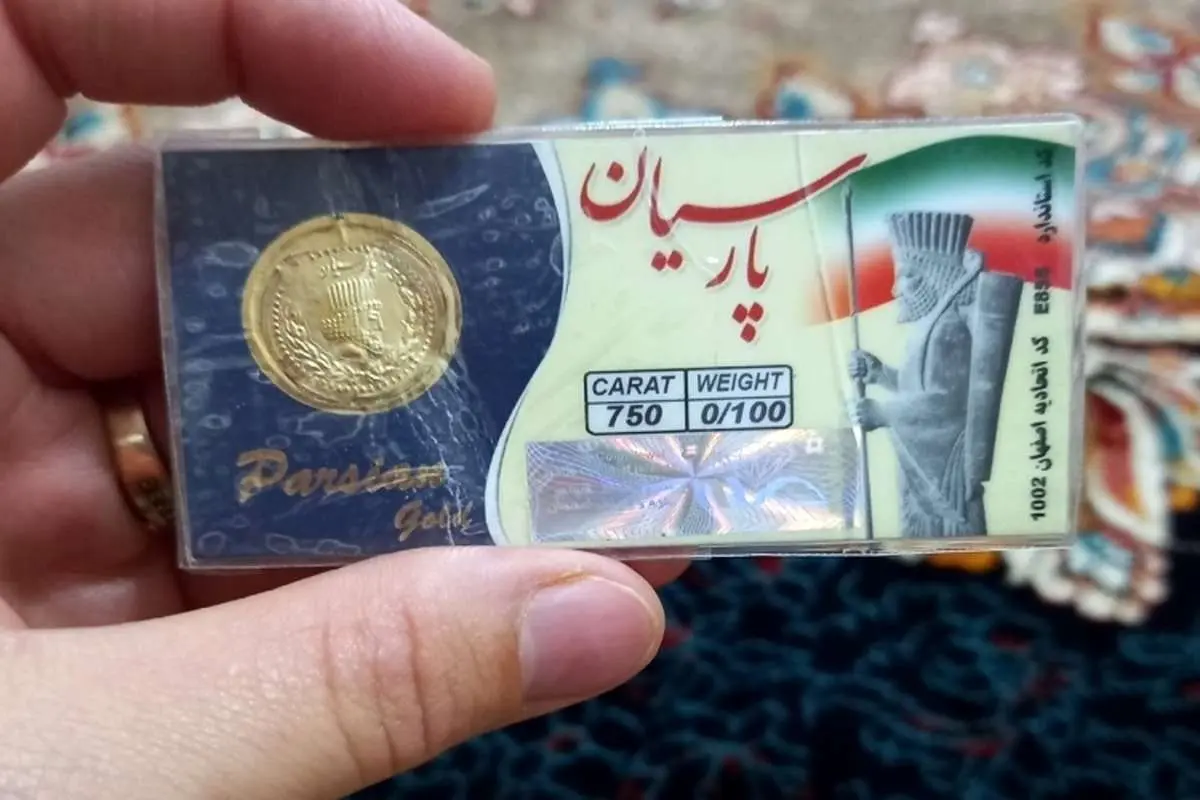 پارسیان
CARAT WEIGHT
750 0/100
Parsian
Gold
کد استاندارد E858 کد اتحادیه اصفهان 1002